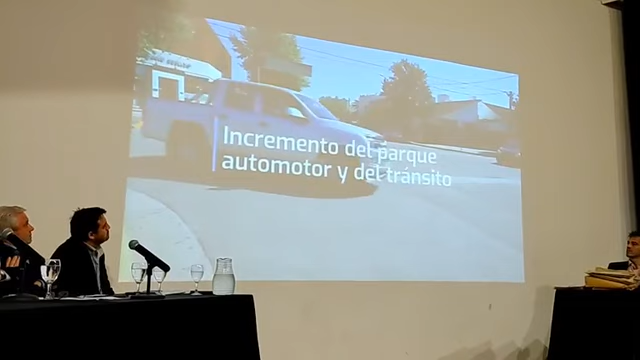 Incremento del parque
automotor y del tránsito